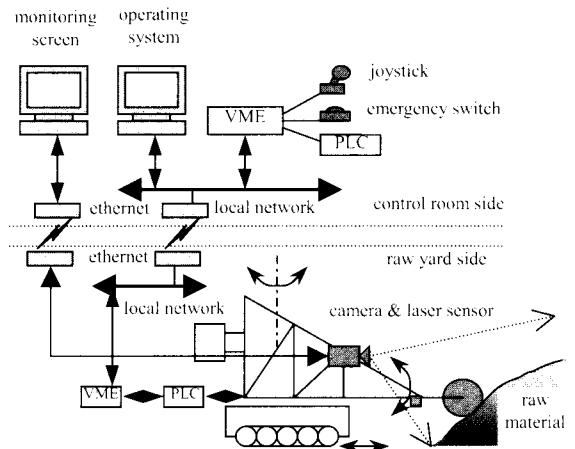 monitoring
screen
operating
system
joystick
VME
emergency switch
PLC
ethernet
local network
control room side
ethernet
raw yard side
local network
camera & laser sensor
VME
PLC
raw
material